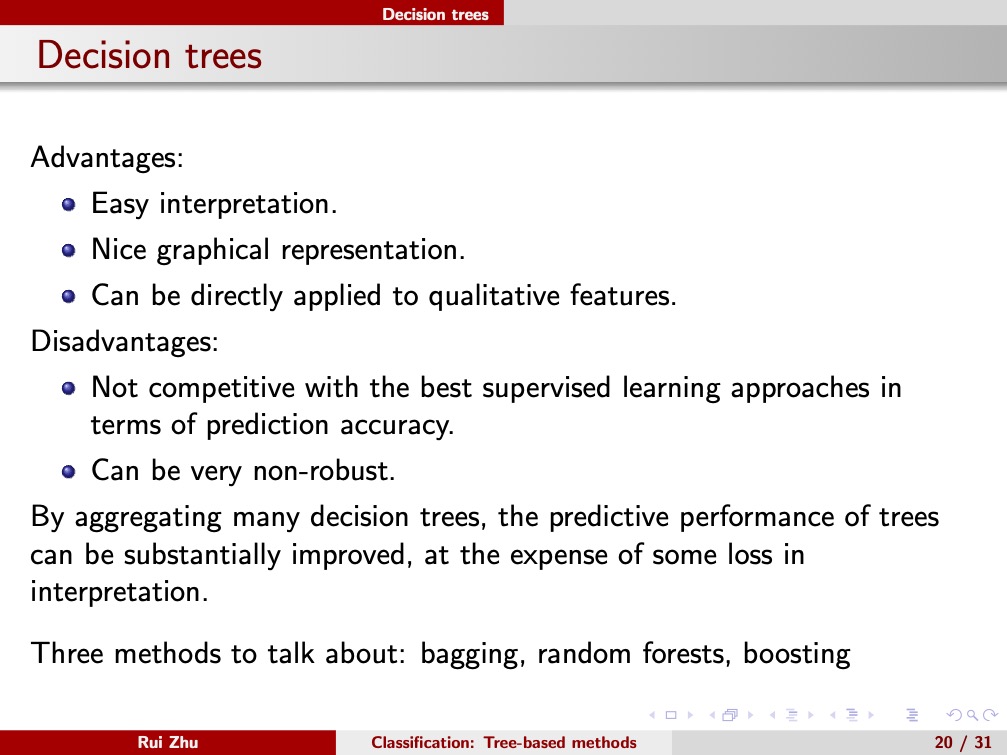 Decision trees
Decision trees
Advantages:
Easy interpretation.
Nice graphical representation.
Can be directly applied to qualitative features.
Disadvantages:
Not competitive with the best supervised learning approaches in
terms of prediction accuracy.
Can be very non-robust.
By aggregating many decision trees, the predictive performance of trees
can be substantially improved, at the expense of some loss in
interpretation.
Three methods to talk about: bagging, random forests, boosting
Rui Zhu
Classification: Tree-based methods
20 / 31